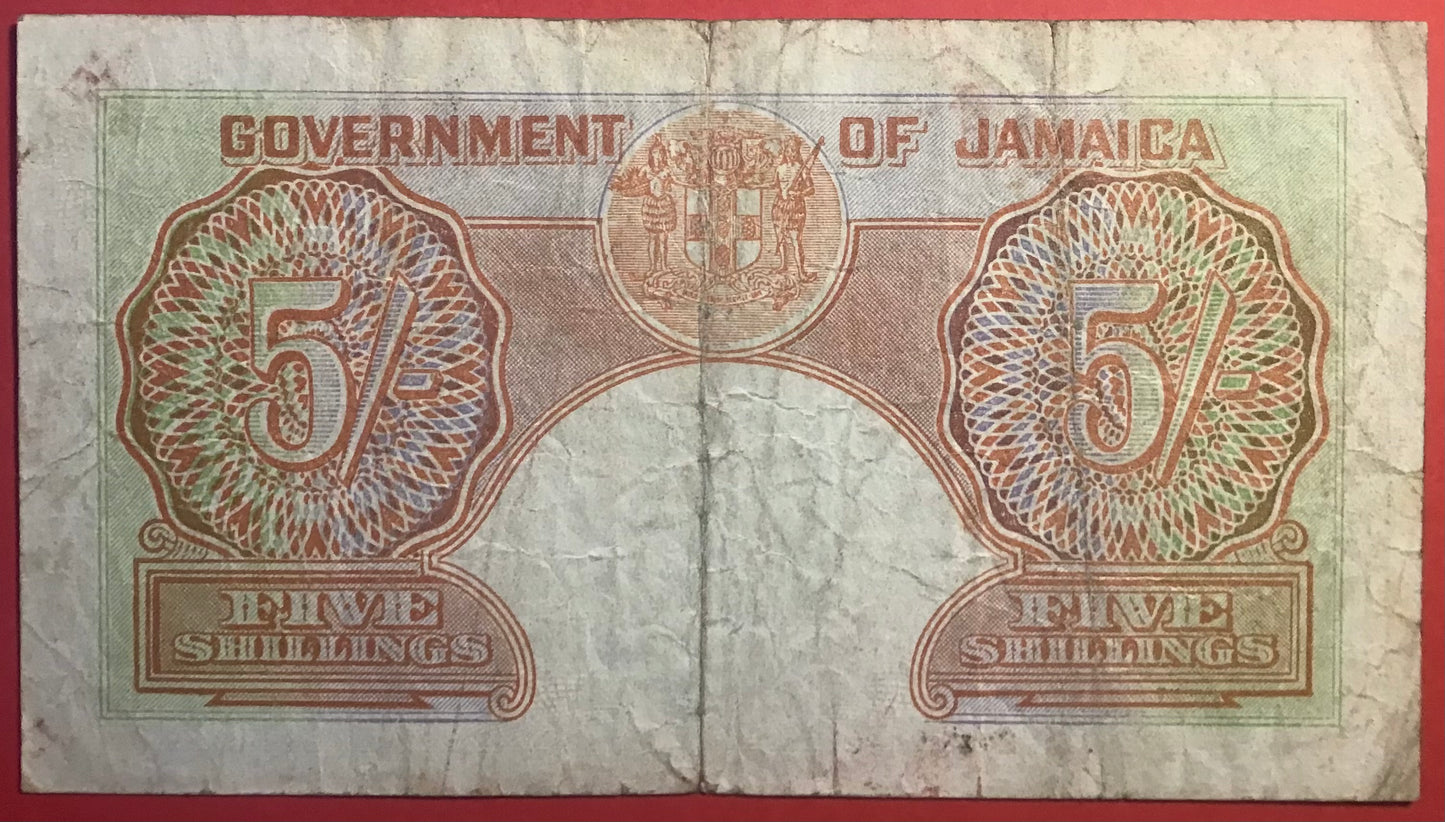 GOVERNMENT OF JAMAICA
5/- 5/-
FIVE FIVE
SHILLINGS SHILLINGS